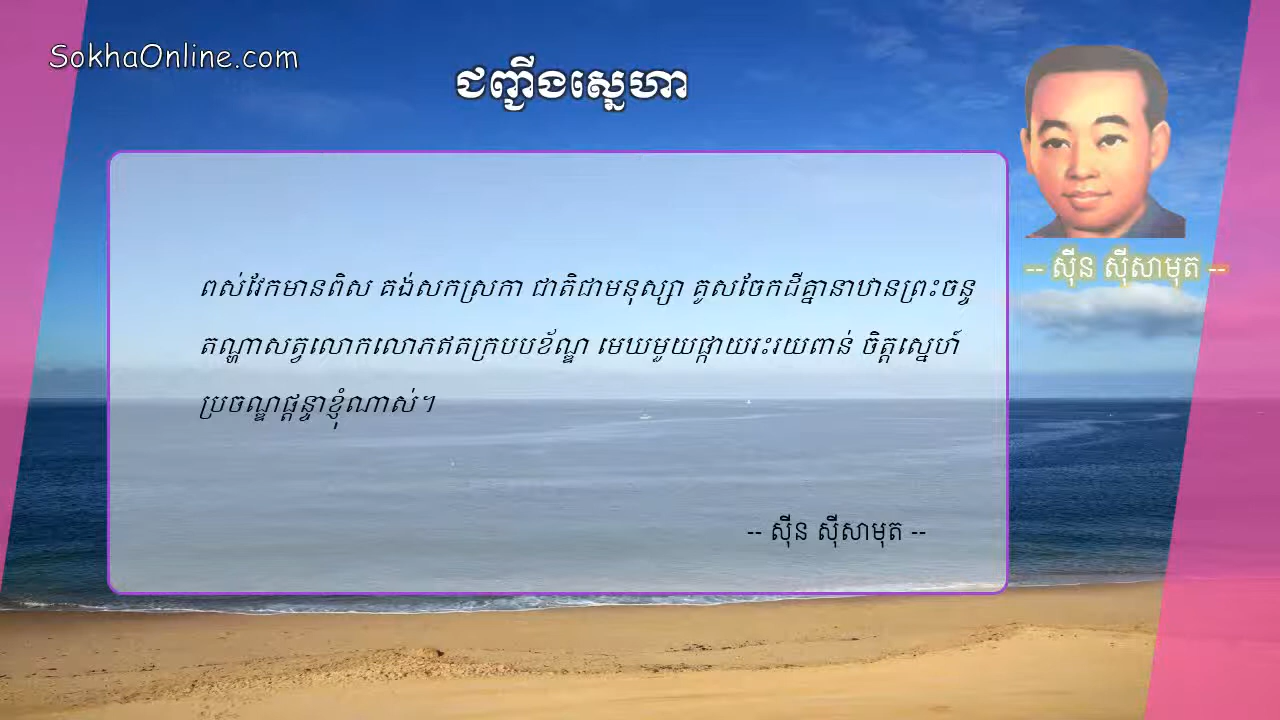 SokhaOnline.com
ជញ្ជីងស្នេហា
-- ស៊ីន ស៊ីសាមុត --
ពស់វែកមានពិស គង់សកស្រកា ជាតិជាមនុស្សា គូសចែកដីគ្នានាឋានព្រះចន្ទ
តណ្ហាសត្វលោកលោភឥតក្របបខ័ណ្ឌ មេឃមួយផ្កាយរះរយពាន់ ចិត្តស្នេហ៍
ប្រចណ្ឌផ្តន្ទាខ្ញុំណាស់។
-- ស៊ីន ស៊ីសាមុត --